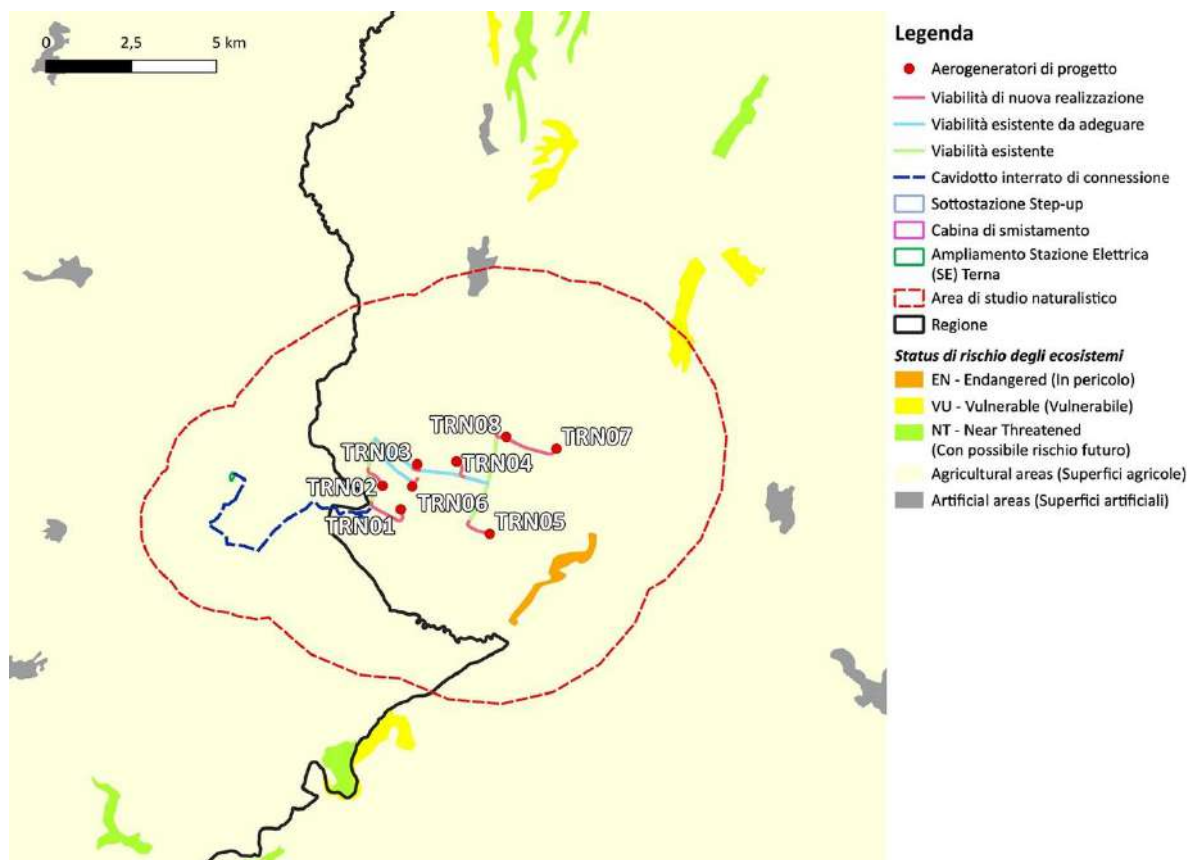 0 2,5 5 km
TRN08
TRN07
TRN03
TRN04
TRN02
TRN06
TRN01
TRN05
Legenda
Aerogeneratori di progetto
Viabilità di nuova realizzazione
Viabilità esistente da adeguare
Viabilità esistente
Cavidotto interrato di connessione
Sottostazione Step-up
Cabina di smistamento
Ampliamento Stazione Elettrica
(SE) Terna
Area di studio naturalistico
Regione
Status di rischio degli ecosistemi
EN - Endangered (In pericolo)
VU - Vulnerable (Vulnerabile)
NT - Near Threatened
(Con possibile rischio futuro)
Agricultural areas (Superfici agricole)
Artificial areas (Superfici artificiali)